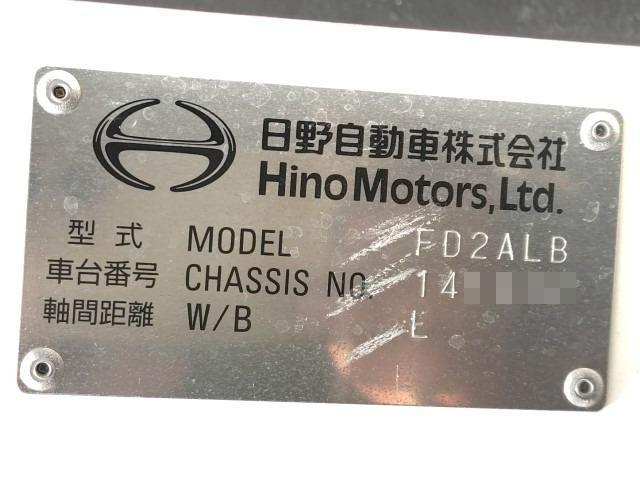 日野自動車株式会社
Hino Motors, Ltd.
型式 MODEL FD2ALB
車台番号 CHASSIS NO. 14
軸間距離 W/B L